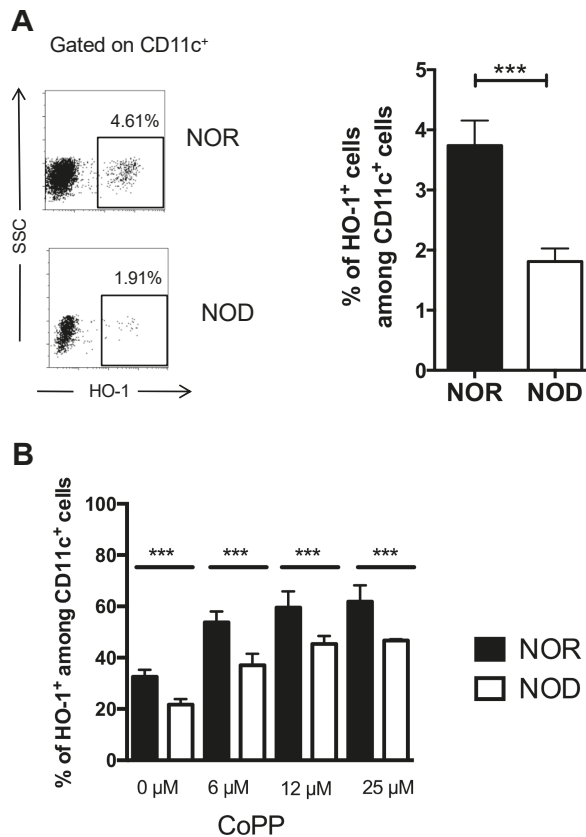 A
Gated on CD11c⁺
4.61%
NOR
SSC
1.91%
NOD
HO-1
% of HO-1⁺ cells
among CD11c⁺ cells
5
4
3
2
1
0
***
NOR NOD
B
% of HO-1⁺ among CD11c⁺ cells
100
80
60
40
20
0
*** *** *** ***
0 µM 6 µM 12 µM 25 µM
CoPP
NOR
NOD